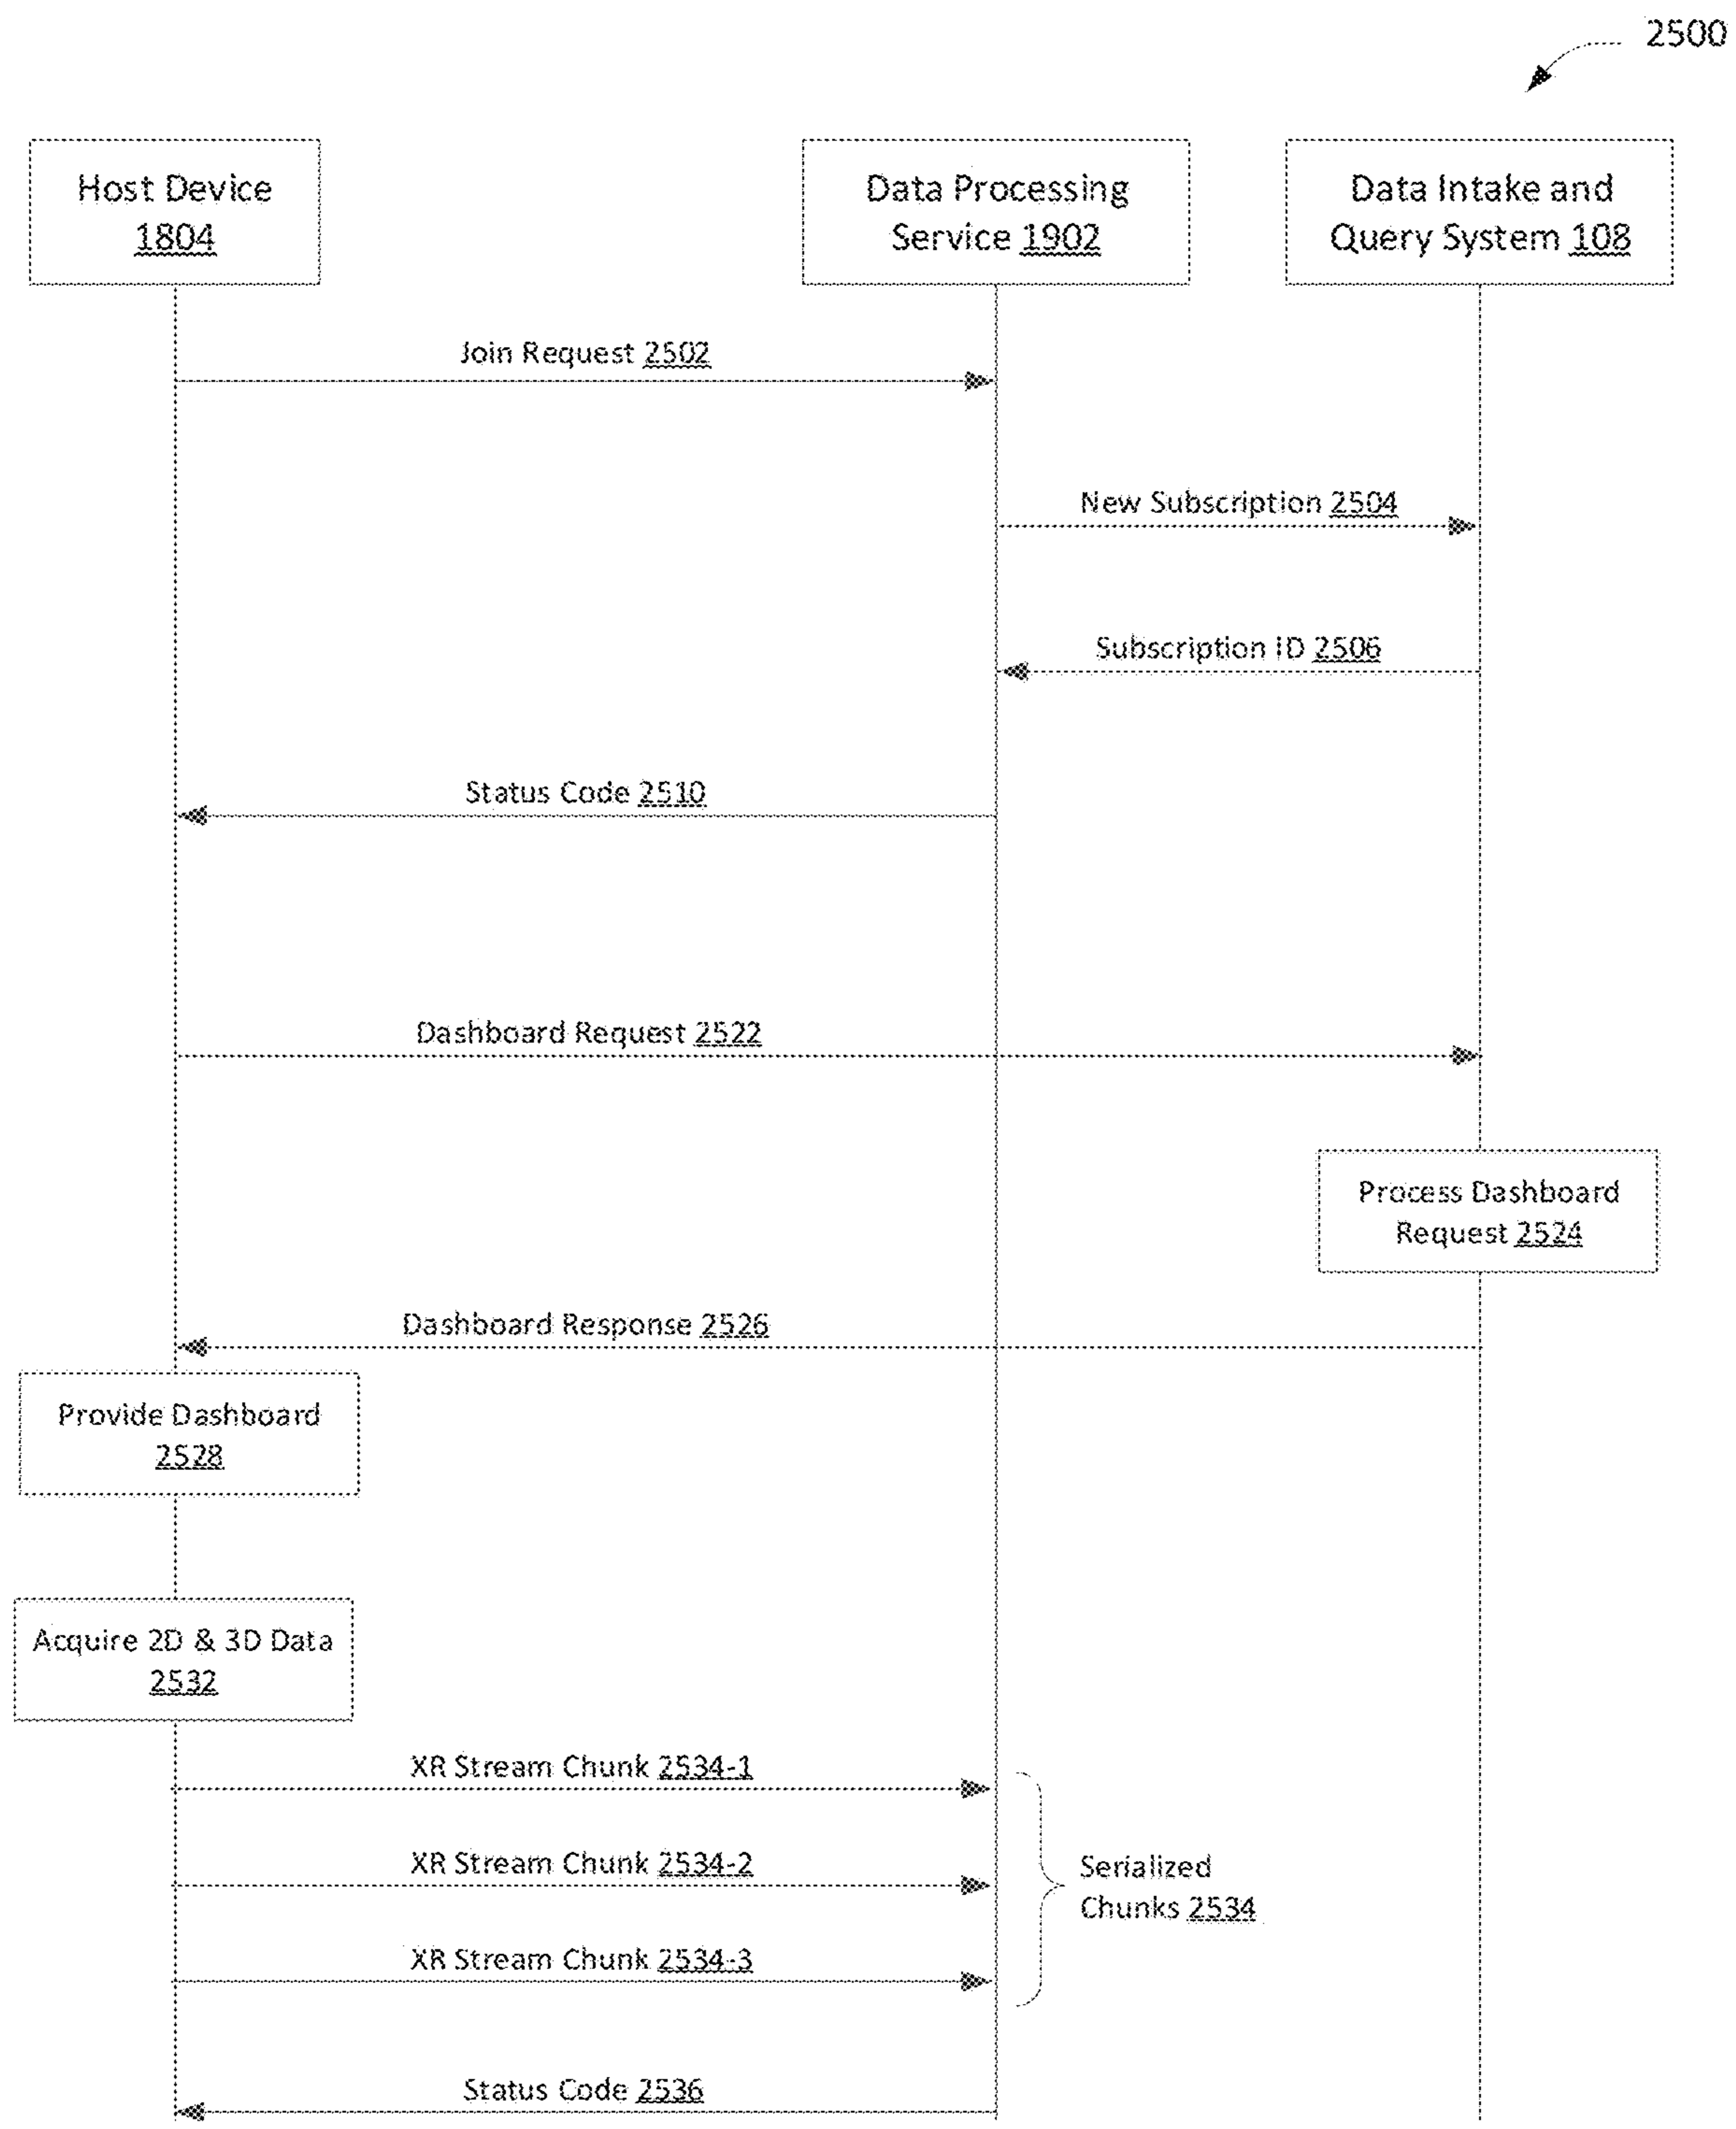 2500
Host Device
1804
Data Processing
Service 1902
Data Intake and
Query System 108
Join Request 2502
New Subscription 2504
Subscription ID 2506
Status Code 2510
Dashboard Request 2522
Process Dashboard
Request 2524
Dashboard Response 2526
Provide Dashboard
2528
Acquire 2D & 3D Data
2532
XR Stream Chunk 2534-1
XR Stream Chunk 2534-2
Serialized
Chunks 2534
XR Stream Chunk 2534-3
Status Code 2536